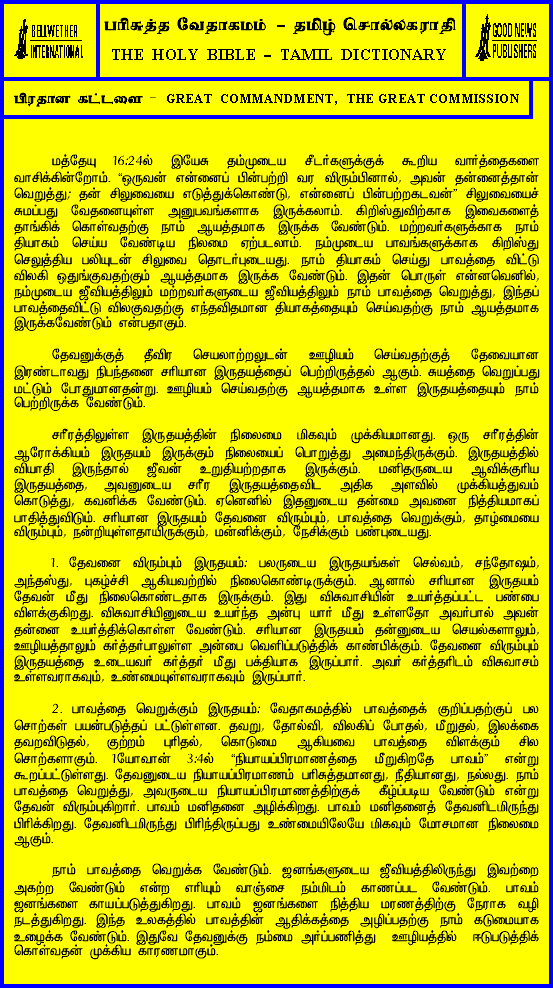 BELLWETHER
INTERNATIONAL
பரிசுத்த வேதாகமம் - தமிழ் சொல்லகராதி
THE HOLY BIBLE - TAMIL DICTIONARY
GOOD NEWS
PUBLISHERS
பிரதான கட்டளை - GREAT COMMANDMENT, THE GREAT COMMISSION
மத்தேயு 16:24ல் இயேசு தம்முடைய சீடர்களுக்குக் கூறிய வார்த்தைகளை
வாசிக்கின்றோம். “ஒருவன் என்னைப் பின்பற்றி வர விரும்பினால், அவன் தன்னைத்தான்
வெறுத்து; தன் சிலுவையை எடுத்துக்கொண்டு, என்னைப் பின்பற்றகடவன்” சிலுவையைச்
சுமப்பது வேதனையுள்ள அனுபவங்களாக இருக்கலாம். கிறிஸ்துவிற்காக இவைகளைத்
தாங்கிக் கொள்வதற்கு நாம் ஆயத்தமாக இருக்க வேண்டும். மற்றவர்களுக்காக நாம்
தியாகம் செய்ய வேண்டிய நிலமை ஏற்படலாம். நம்முடைய பாவங்களுக்காக கிறிஸ்து
செலுத்திய பலியுடன் சிலுவை தொடர்புடையது. நாம் தியாகம் செய்து பாவத்தை விட்டு
விலகி ஒதுங்குவதற்கும் ஆயத்தமாக இருக்க வேண்டும். இதன் பொருள் என்னவெனில்,
நம்முடைய ஜீவியத்திலும் மற்றவர்களுடைய ஜீவியத்திலும் நாம் பாவத்தை வெறுத்து, இந்தப்
பாவத்தைவிட்டு விலகுவதற்கு எந்தவிதமான தியாகத்தையும் செய்வதற்கு நாம் ஆயத்தமாக
இருக்கவேண்டும் என்பதாகும்.
தேவனுக்குத் தீவிர செயலாற்றலுடன் ஊழியம் செய்வதற்குத் தேவையான
இரண்டாவது நிபந்தனை சரியான இருதயத்தைப் பெற்றிருத்தல் ஆகும். சுயத்தை வெறுப்பது
மட்டும் போதுமானதன்று. ஊழியம் செய்வதற்கு ஆயத்தமாக உள்ள இருதயத்தையும் நாம்
பெற்றிருக்க வேண்டும்.
சரீரத்திலுள்ள இருதயத்தின் நிலைமை மிகவும் முக்கியமானது. ஒரு சரீரத்தின்
ஆரோக்கியம் இருதயம் இருக்கும் நிலையைப் பொறுத்து அமைந்திருக்கும். இருதயத்தில்
வியாதி இருந்தால் ஜீவன் உறுதியற்றதாக இருக்கும். மனிதருடைய ஆவிக்குரிய
இருதயத்தை, அவனுடைய சரீர இருதயத்தைவிட அதிக அளவில் முக்கியத்துவம்
கொடுத்து, கவனிக்க வேண்டும். ஏனெனில் இதனுடைய தன்மை அவனை நித்தியமாகப்
பாதித்துவிடும். சரியான இருதயம் தேவனை விரும்பும், பாவத்தை வெறுக்கும், தாழ்மையை
விரும்பும், நன்றியுள்ளதாயிருக்கும், மன்னிக்கும், நேசிக்கும் பண்புடையது.
1. தேவனை விரும்பும் இருதயம்: பலருடைய இருதயங்கள் செல்வம், சந்தோஷம்,
அந்தஸ்து, புகழ்ச்சி ஆகியவற்றில் நிலைகொண்டிருக்கும். ஆனால் சரியான இருதயம்
தேவன் மீது நிலைகொண்டதாக இருக்கும். இது விசுவாசியின் உயர்த்தப்பட்ட பண்பை
விளக்குகிறது. விசுவாசியினுடைய உயர்ந்த அன்பு யார் மீது உள்ளதோ அவர்பால் அவன்
தன்னை உயர்த்திக்கொள்ள வேண்டும். சரியான இருதயம் தன்னுடைய செயல்களாலும்,
ஊழியத்தாலும் கர்த்தர்பாலுள்ள அன்பை வெளிப்படுத்திக் காண்பிக்கும். தேவனை விரும்பும்
இருதயத்தை உடையவர் கர்த்தர் மீது பக்தியாக இருப்பார். அவர் கர்த்தரிடம் விசுவாசம்
உள்ளவராகவும், உண்மையுள்ளவராகவும் இருப்பார்.
2. பாவத்தை வெறுக்கும் இருதயம்: வேதாகமத்தில் பாவத்தைக் குறிப்பதற்குப் பல
சொற்கள் பயன்படுத்தப் பட்டுள்ளன. தவறு, தோல்வி, விலகிப் போதல், மீறுதல், இலக்கை
தவறவிடுதல், குற்றம் புரிதல், கொடுமை ஆகியவை பாவத்தை விளக்கும் சில
சொற்களாகும். 1யோவான் 3:4ல் “நியாயப்பிரமாணத்தை மீறுகிறதே பாவம்” என்று
கூறப்பட்டுள்ளது. தேவனுடைய நியாயப்பிரமாணம் பரிசுத்தமானது, நீதியானது, நல்லது. நாம்
பாவத்தை வெறுத்து, அவருடைய நியாயப்பிரமாணத்திற்குக் கீழ்ப்படிய வேண்டும் என்று
தேவன் விரும்புகிறார். பாவம் மனிதனை அழிக்கிறது. பாவம் மனிதனைத் தேவனிடமிருந்து
பிரிக்கிறது. தேவனிடமிருந்து பிரிந்திருப்பது உண்மையிலேயே மிகவும் மோசமான நிலைமை
ஆகும்.
நாம் பாவத்தை வெறுக்க வேண்டும். ஜனங்களுடைய ஜீவியத்திலிருந்து இவற்றை
அகற்ற வேண்டும் என்ற எரியும் வாஞ்சை நம்மிடம் காணப்பட வேண்டும். பாவம்
ஜனங்களை காயப்படுத்துகிறது. பாவம் ஜனங்களை நித்திய மரணத்திற்கு நேராக வழி
நடத்துகிறது. இந்த உலகத்தில் பாவத்தின் ஆதிக்கத்தை அழிப்பதற்கு நாம் கடுமையாக
உழைக்க வேண்டும். இதுவே தேவனுக்கு நம்மை அர்ப்பணித்து ஊழியத்தில் ஈடுபடுத்திக்
கொள்வதன் முக்கிய காரணமாகும்.